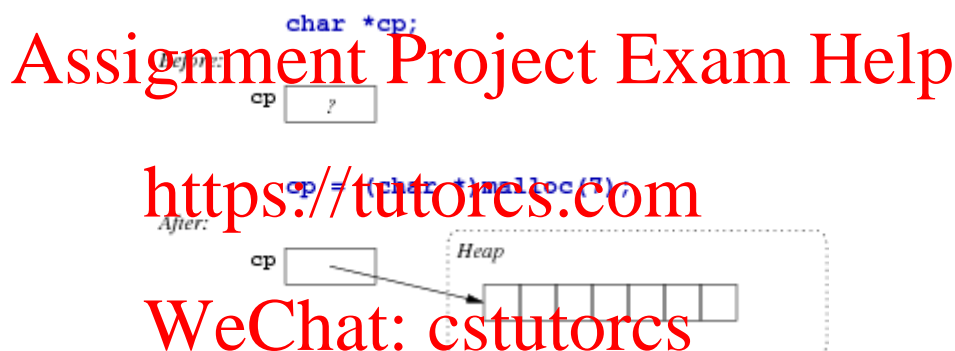 char *cp;
Assignment Project Exam Help
Before:
cp
?
cp = (char *)malloc(7);
https://tutorcs.com
After:
cp
Heap
WeChat: cstutorcs